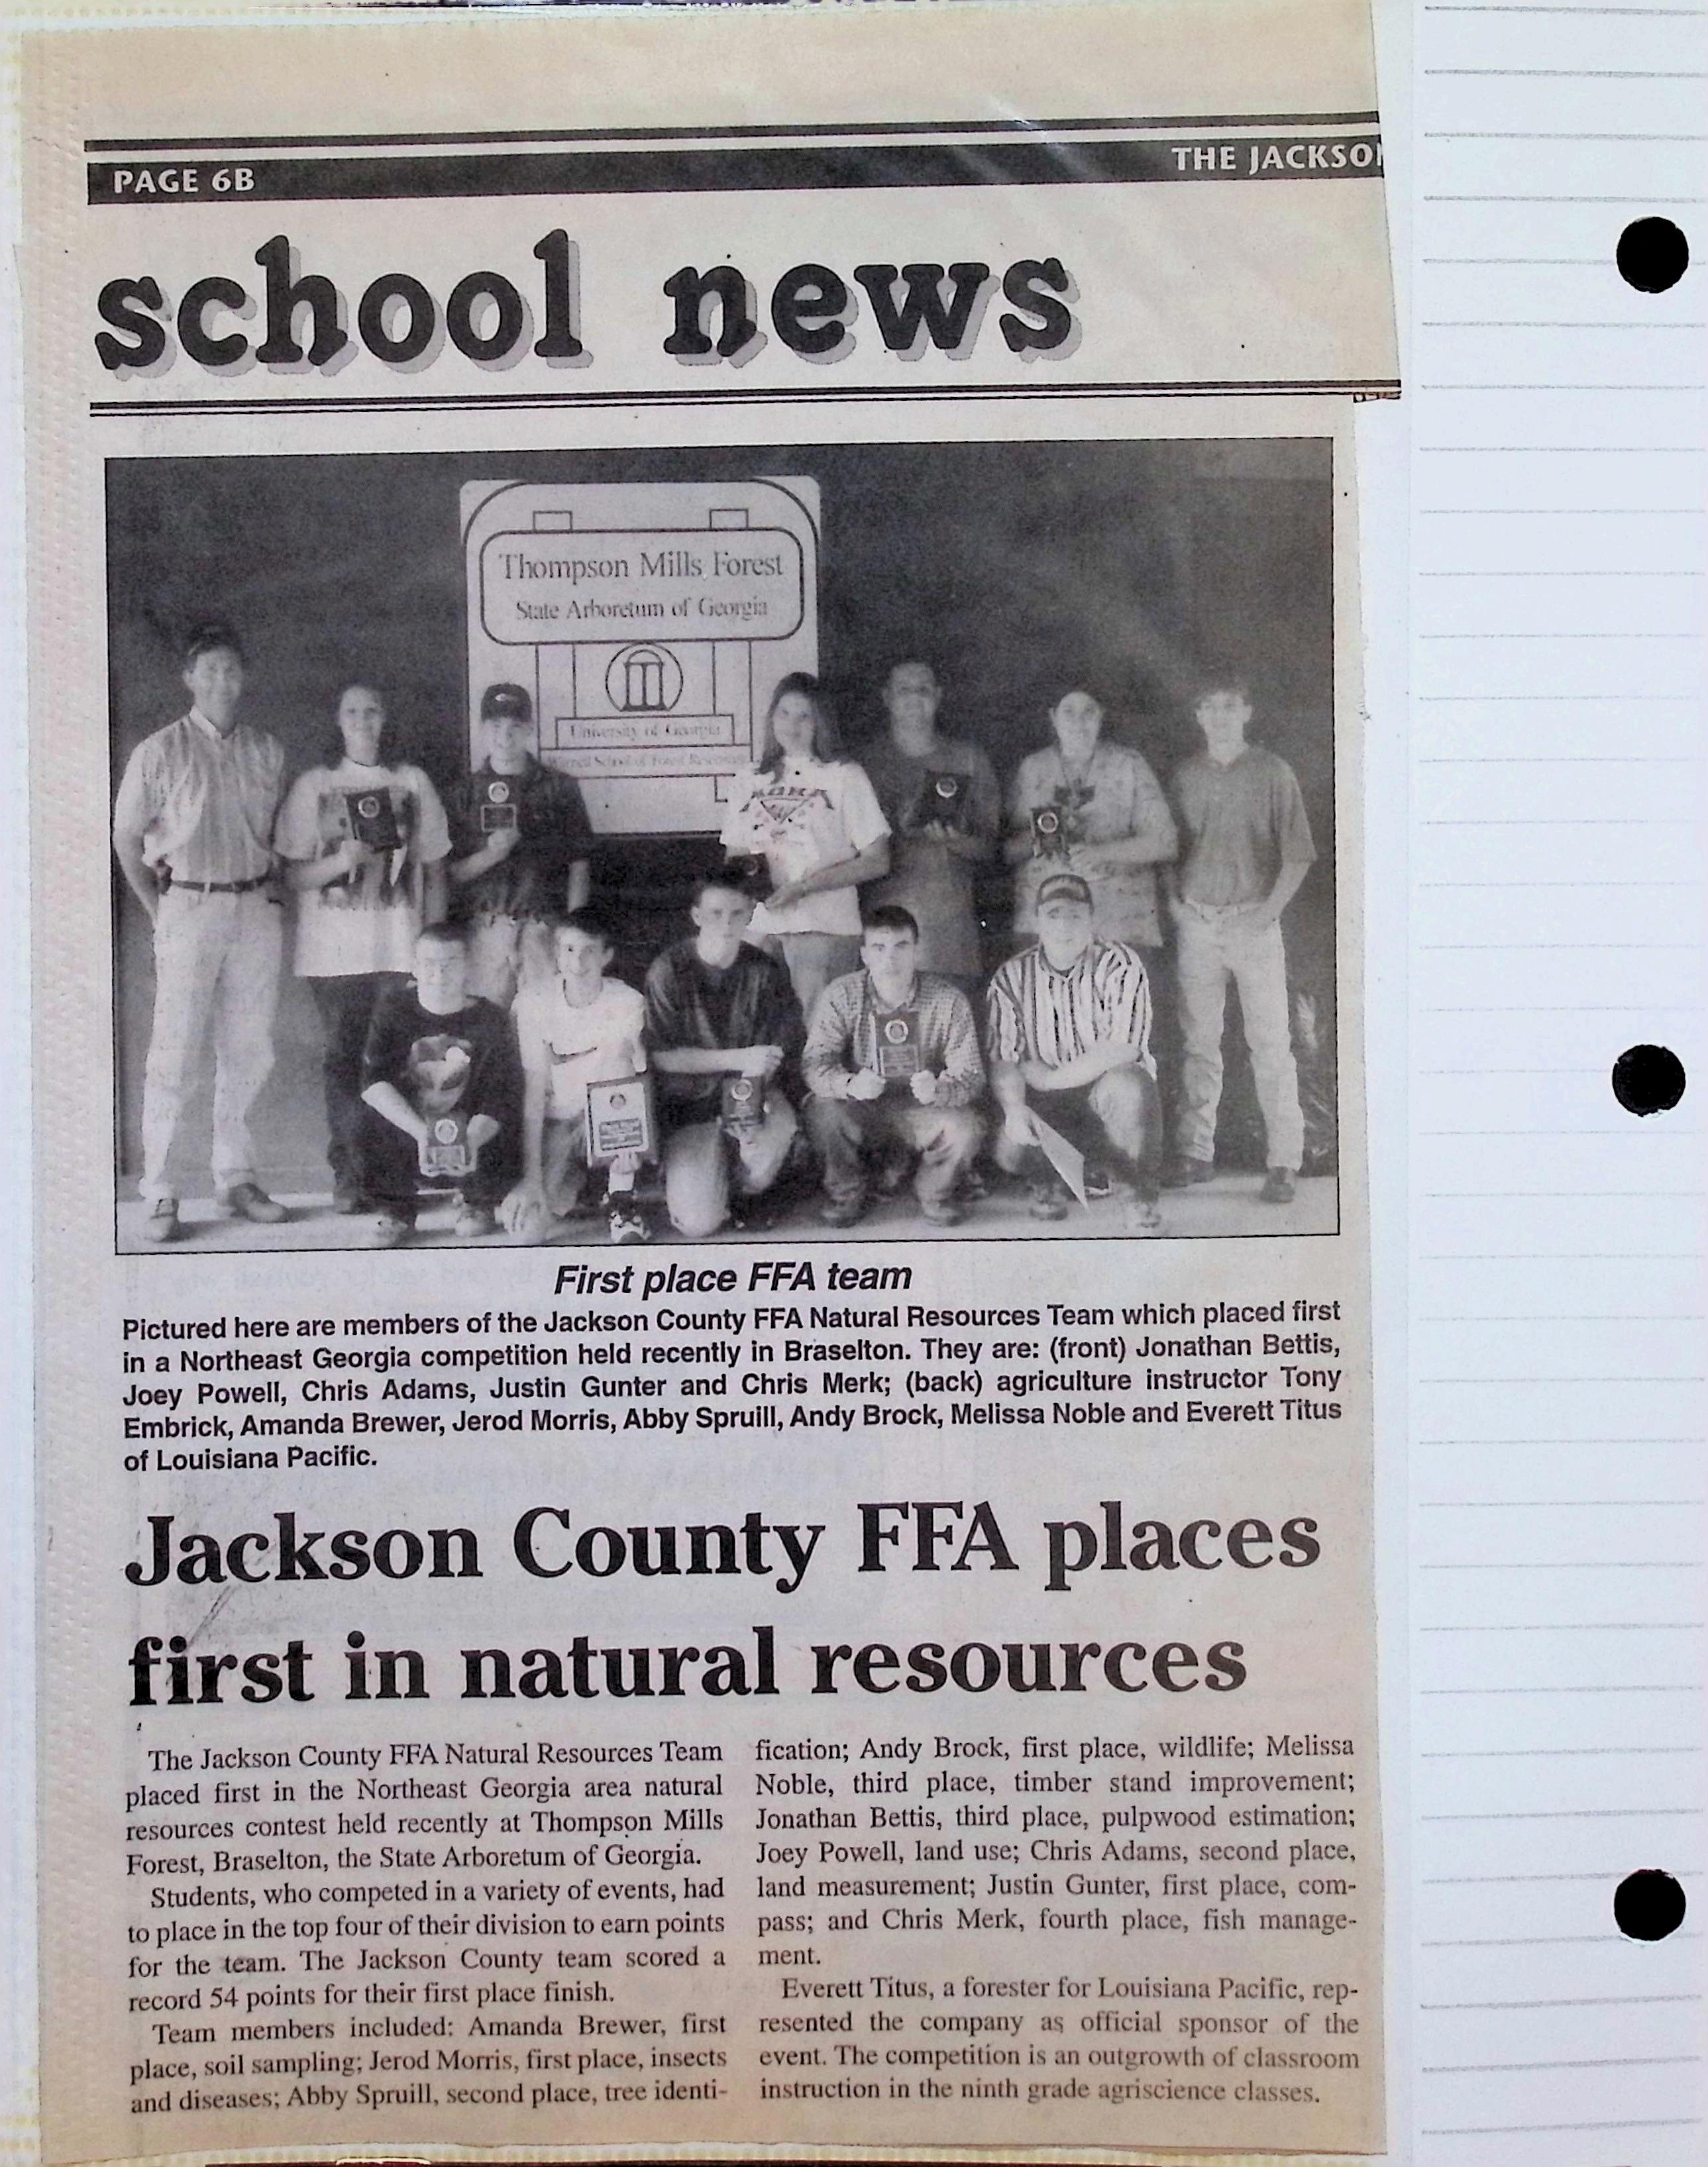 PAGE 6B
THE JACKSO
school news
Thompson Mills Forest
State Arboretum of Georgia
University of Georgia
School of Forest
First place FFA team
Pictured here are members of the Jackson County FFA Natural Resources Team which placed first
in a Northeast Georgia competition held recently in Braselton. They are: (front) Jonathan Bettis,
Joey Powell, Chris Adams, Justin Gunter and Chris Merk; (back) agriculture instructor Tony
Embrick, Amanda Brewer, Jerod Morris, Abby Spruill, Andy Brock, Melissa Noble and Everett Titus
of Louisiana Pacific.
Jackson County FFA places
first in natural resources
The Jackson County FFA Natural Resources Team
placed first in the Northeast Georgia area natural
resources contest held recently at Thompson Mills
Forest, Braselton, the State Arboretum of Georgia.
Students, who competed in a variety of events, had
to place in the top four of their division to earn points
for the team. The Jackson County team scored a
record 54 points for their first place finish.
Team members included: Amanda Brewer, first
place, soil sampling; Jerod Morris, first place, insects
and diseases; Abby Spruill, second place, tree identi-
fication; Andy Brock, first place, wildlife; Melissa
Noble, third place, timber stand improvement;
Jonathan Bettis, third place, pulpwood estimation;
Joey Powell, land use; Chris Adams, second place,
land measurement; Justin Gunter, first place, com-
pass; and Chris Merk, fourth place, fish manage-
ment.
Everett Titus, a forester for Louisiana Pacific, rep-
resented the company as official sponsor of the
event. The competition is an outgrowth of classroom
instruction in the ninth grade agriscience classes.